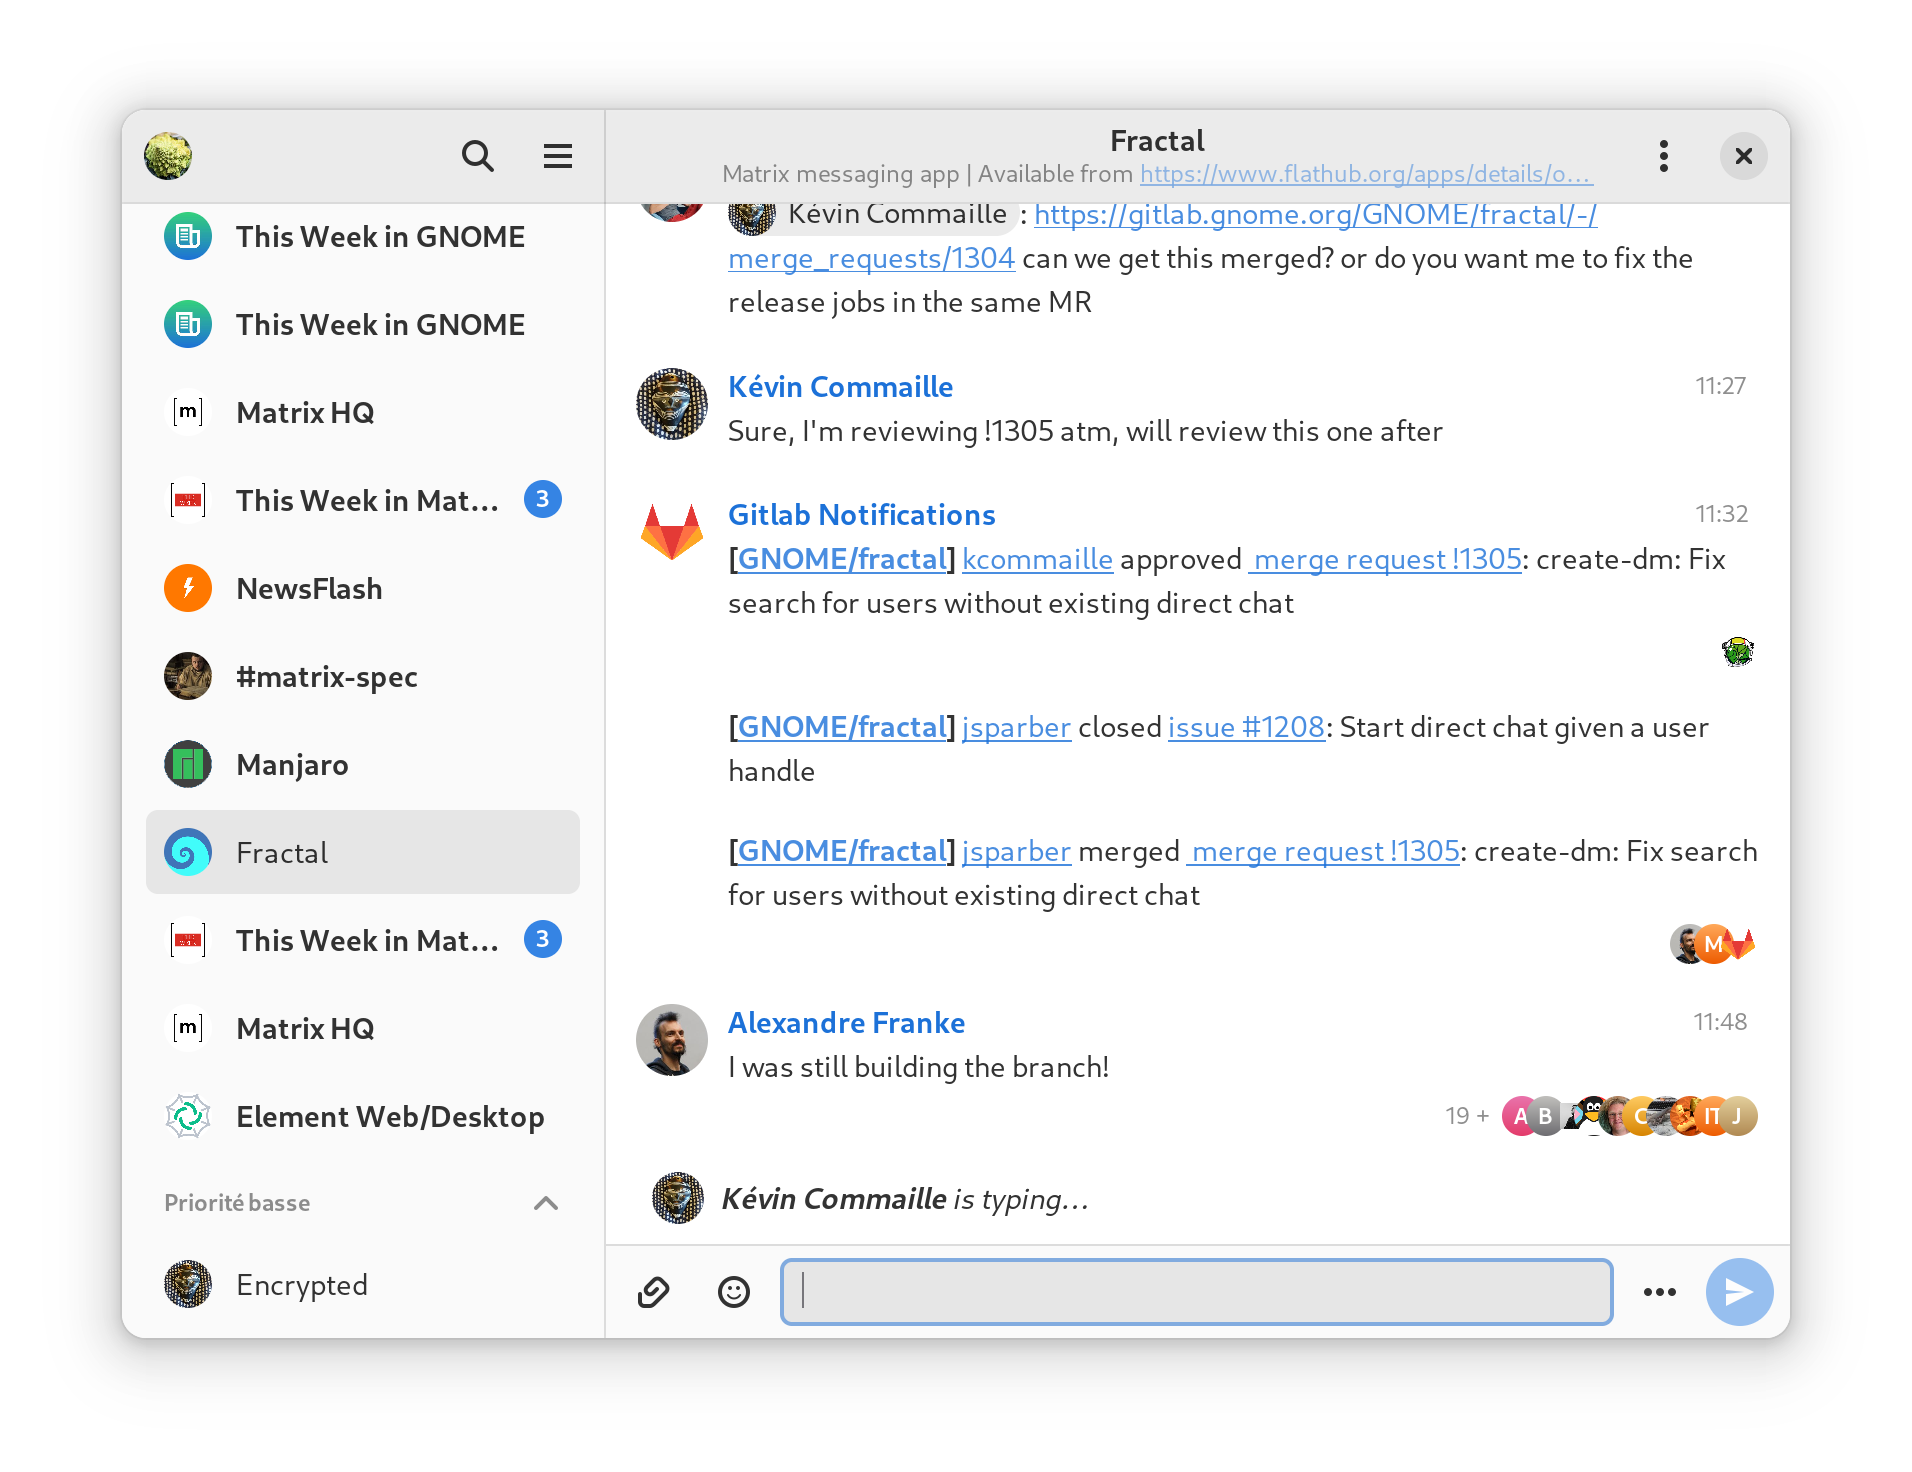 This Week in GNOME
This Week in GNOME
[m] Matrix HQ
This Week in Mat... 3
NewsFlash
#matrix-spec
Manjaro
Fractal
This Week in Mat... 3
[m] Matrix HQ
Element Web/Desktop
Priorité basse
Encrypted
Fractal
Matrix messaging app | Available from https://www.flathub.org/apps/details/o...
Kévin Commaille : https://gitlab.gnome.org/GNOME/fractal/-/
merge_requests/1304 can we get this merged? or do you want me to fix the
release jobs in the same MR
Kévin Commaille 11:27
Sure, I'm reviewing !1305 atm, will review this one after
Gitlab Notifications 11:32
[GNOME/fractal] kcommaille approved merge request !1305: create-dm: Fix
search for users without existing direct chat
[GNOME/fractal] jsparber closed issue #1208: Start direct chat given a user
handle
[GNOME/fractal] jsparber merged merge request !1305: create-dm: Fix search
for users without existing direct chat
M
Alexandre Franke 11:48
I was still building the branch!
19 + A B C IT J
Kévin Commaille is typing...